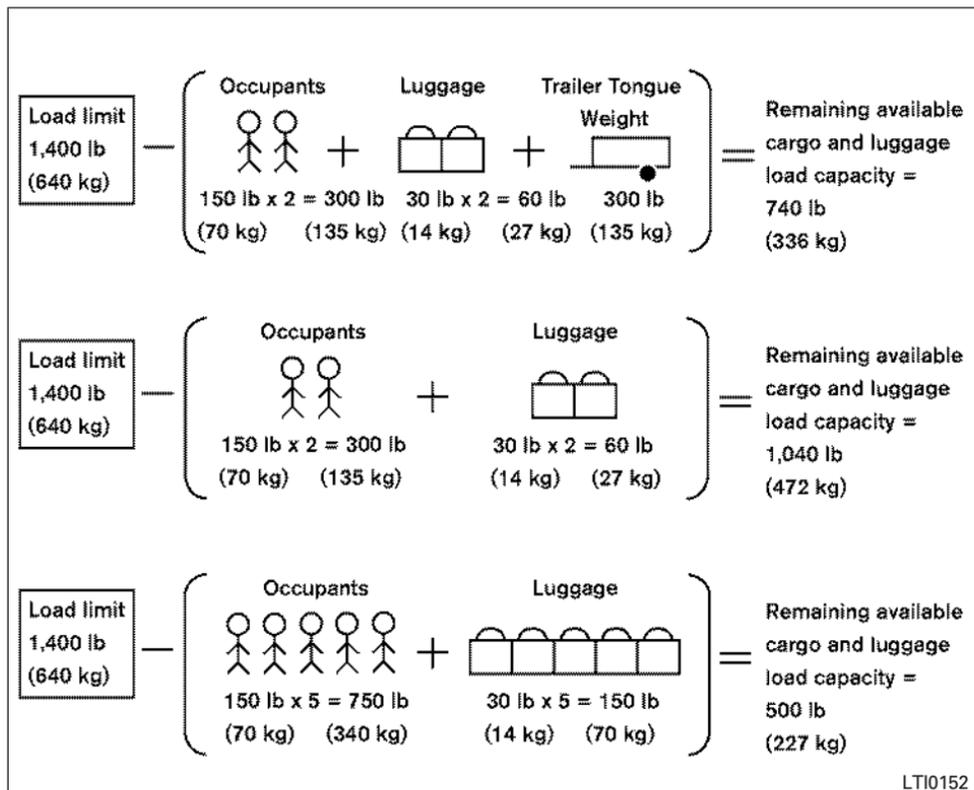 Occupants Luggage Trailer Tongue
Weight
Load limit
1,400 lb
(640 kg)
150 lb x 2 = 300 lb 30 lb x 2 = 60 lb 300 lb
(70 kg) (135 kg) (14 kg) (27 kg) (135 kg)
Remaining available
cargo and luggage
load capacity =
740 lb
(336 kg)
Occupants Luggage
Load limit
1,400 lb
(640 kg)
150 lb x 2 = 300 lb 30 lb x 2 = 60 lb
(70 kg) (135 kg) (14 kg) (27 kg)
Remaining available
cargo and luggage
load capacity =
1,040 lb
(472 kg)
Occupants Luggage
Load limit
1,400 lb
(640 kg)
150 lb x 5 = 750 lb 30 lb x 5 = 150 lb
(70 kg) (340 kg) (14 kg) (70 kg)
Remaining available
cargo and luggage
load capacity =
500 lb
(227 kg)
LTI0152